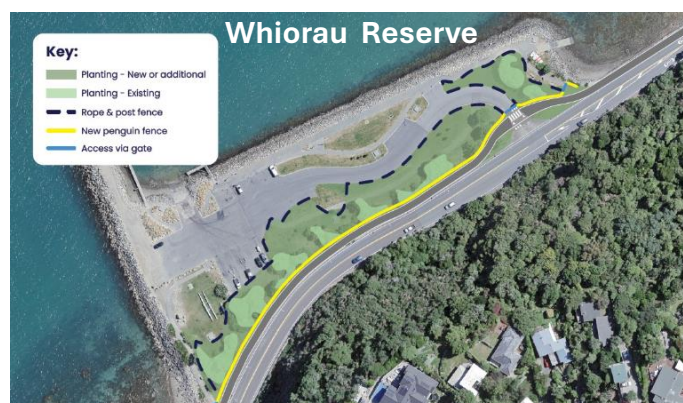 Whiorau Reserve
Key:
Planting - New or additional
Planting - Existing
Rope & post fence
New penguin fence
Access via gate